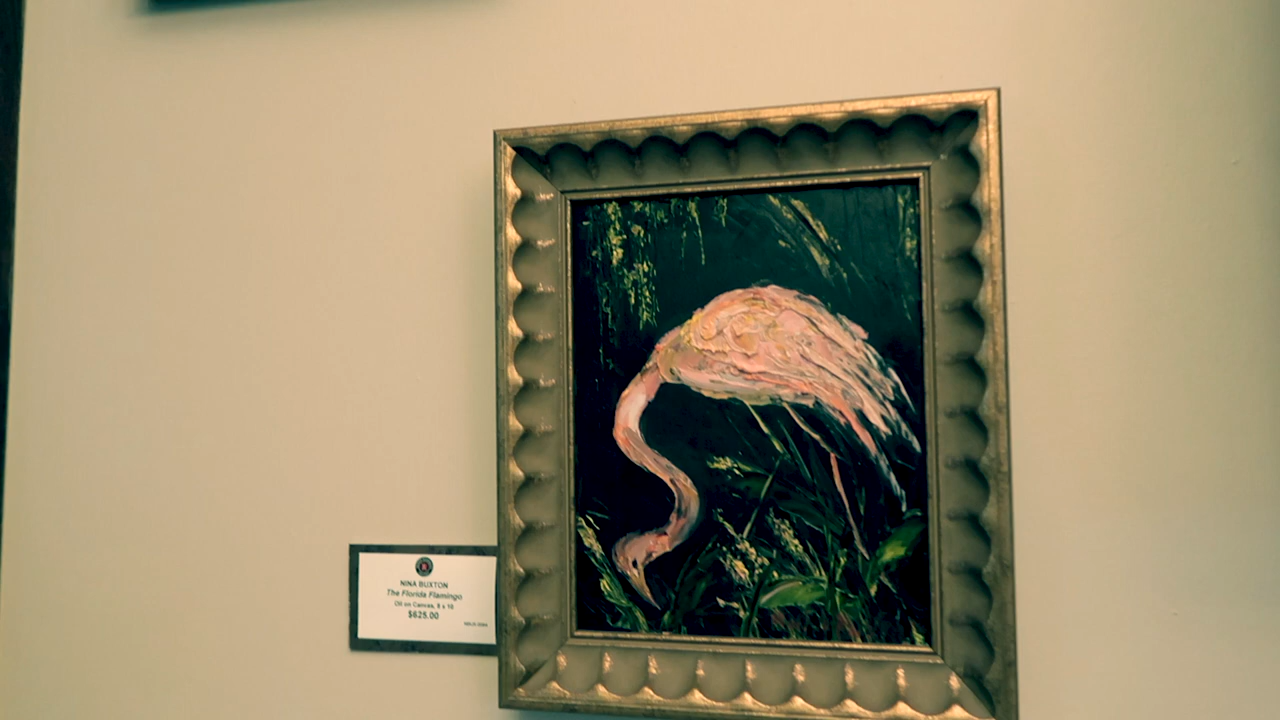 NINA BUXTON
The Florida Flamingo
Oil on Canvas, 8 x 10
$625.00